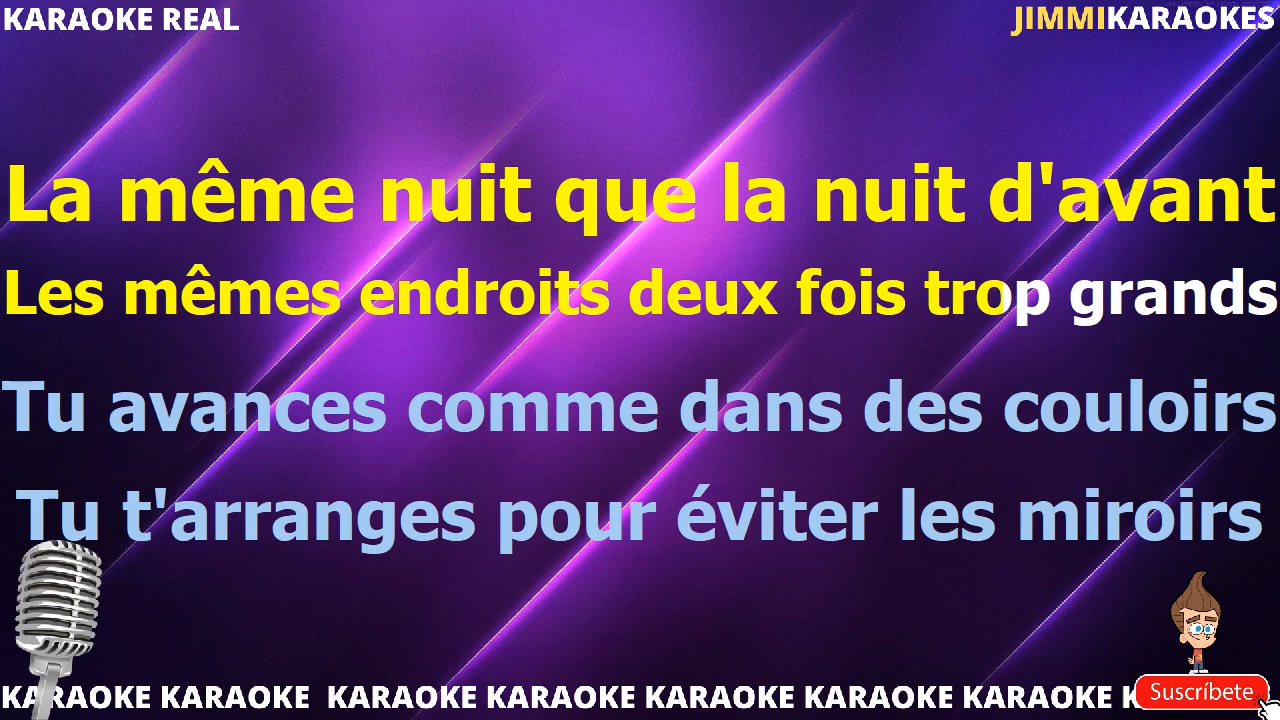 KARAOKE REAL
JIMMIKARAOKES
La même nuit que la nuit d'avant
Les mêmes endroits deux fois trop grands
Tu avances comme dans des couloirs
Tu t'arranges pour éviter les miroirs
KARAOKE KARAOKE KARAOKE KARAOKE KARAOKE KARAOKE KARAOKE
Suscríbete